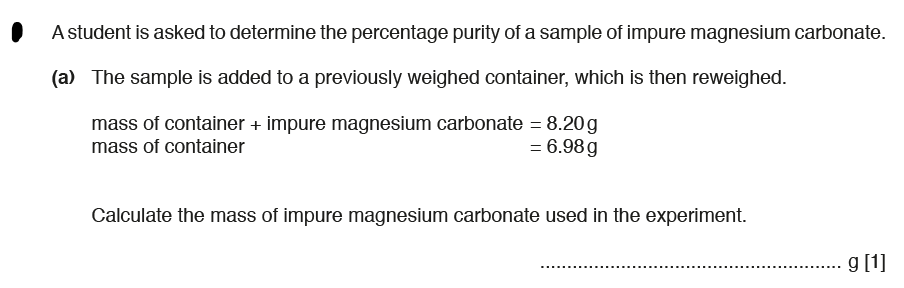 A student is asked to determine the percentage purity of a sample of impure magnesium carbonate.
(a) The sample is added to a previously weighed container, which is then reweighed.
mass of container + impure magnesium carbonate = 8.20 g
mass of container = 6.98 g
Calculate the mass of impure magnesium carbonate used in the experiment.
...................................................... g [1]